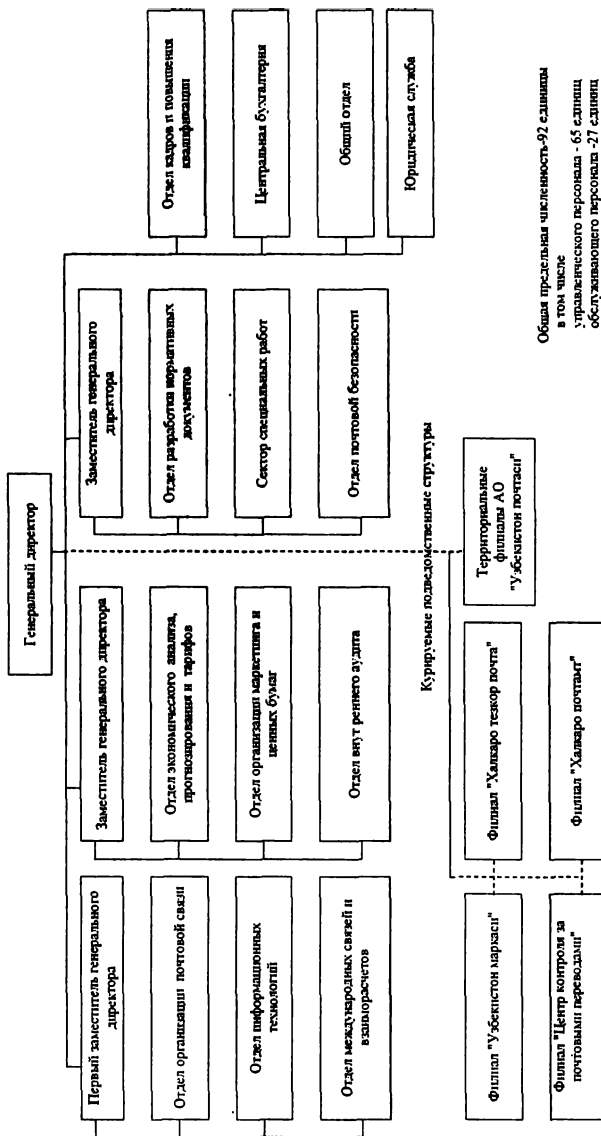 Генеральный директор
Первый заместитель генерального
директора
Заместитель генерального директора
Заместитель генерального
директора
Отдел организации почтовой связи
Отдел информационных
технологий
Отдел международных связей и
взаиморасчетов
Отдел экономического анализа,
прогнозирования и тарифов
Отдел организации маркетинга и
ценных бумаг
Отдел внут реннего аудита
Отдел разработки нормативных
документов
Сектор специальных работ
Отдел почтовой безопасности
Отдел кадров и повышения
квалификации
Центральная бухгалтерия
Общий отдел
Юридическая служба
Курируемые подведомственные структуры
Филиал "Узбекистон маркаси"
Филиал "Халкаро тезкор почта"
Территориальные
филиалы АО
"Узбекистон почтаси"
Филиал "Центр контроля за
почтовыми переводами"
Филиал "Халкаро почтамт"
Общая предельная численность-92 единицы
в том числе
управленческого персонала - 65 единиц
обслуживающего персонала -27 единиц